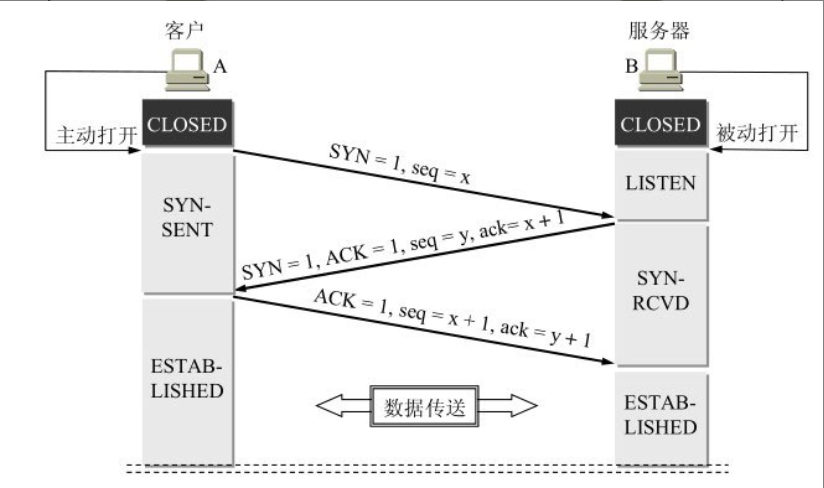 客户
服务器
A
B
主动打开
CLOSED
CLOSED
被动打开
SYN = 1, seq = x
LISTEN
SYN-
SENT
SYN = 1, ACK = 1, seq = y, ack= x + 1
SYN-
RCVD
ACK = 1, seq = x + 1, ack = y + 1
ESTAB-
LISHED
数据传送
ESTAB-
LISHED